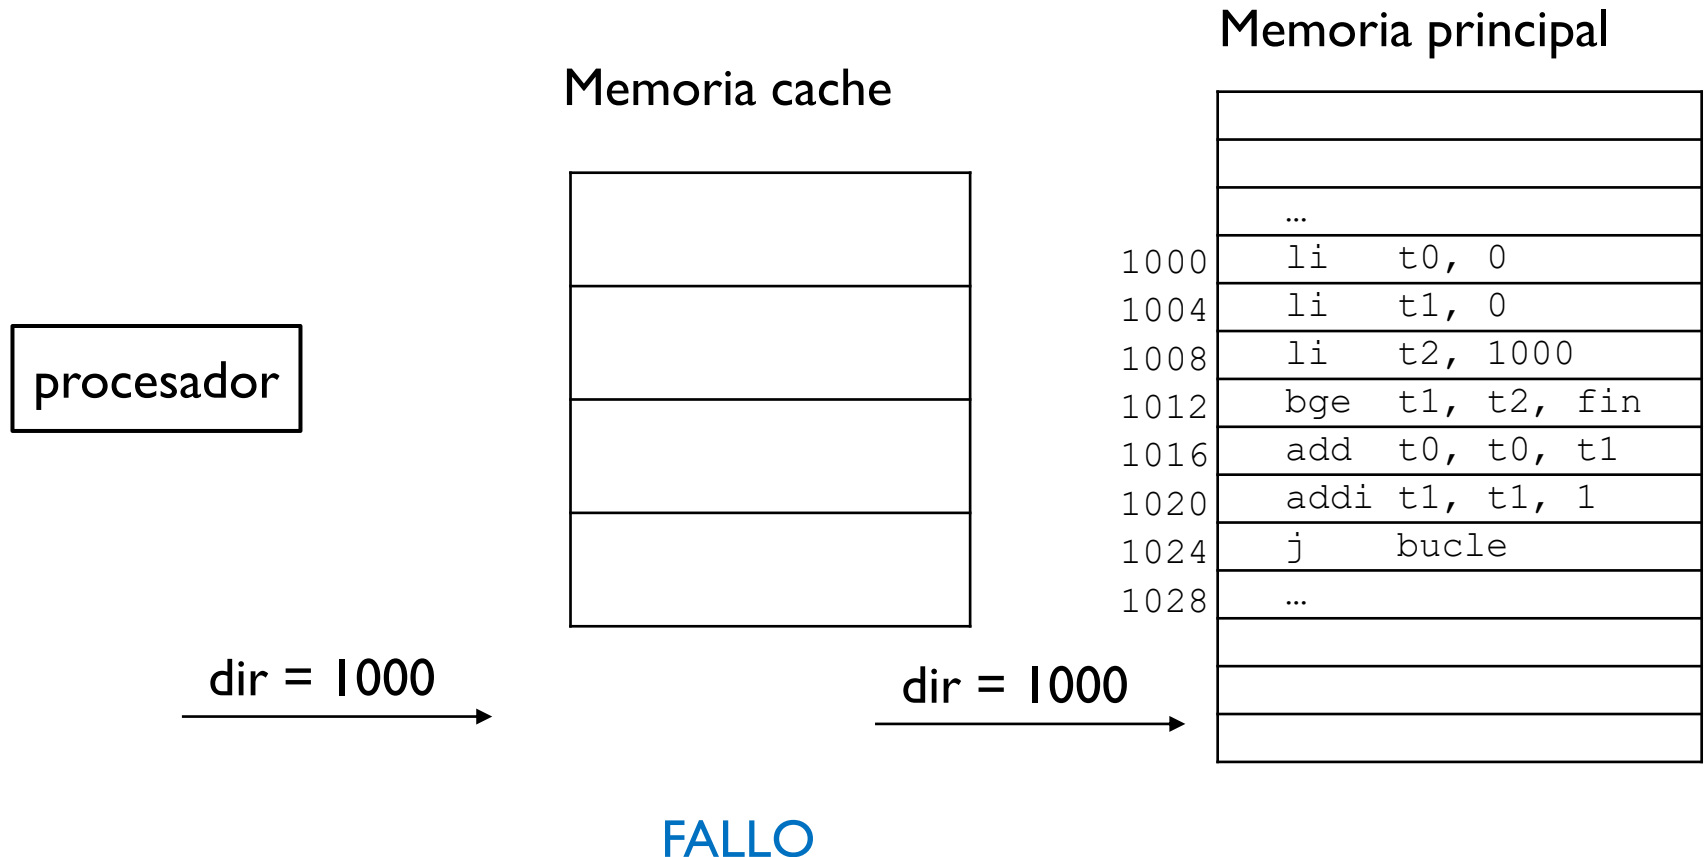 Memoria principal
Memoria cache
…
1000 li t0, 0
1004 li t1, 0
1008 li t2, 1000
procesador
1012 bge t1, t2, fin
1016 add t0, t0, t1
1020 addi t1, t1, 1
1024 j bucle
1028 …
dir = 1000
dir = 1000
FALLO